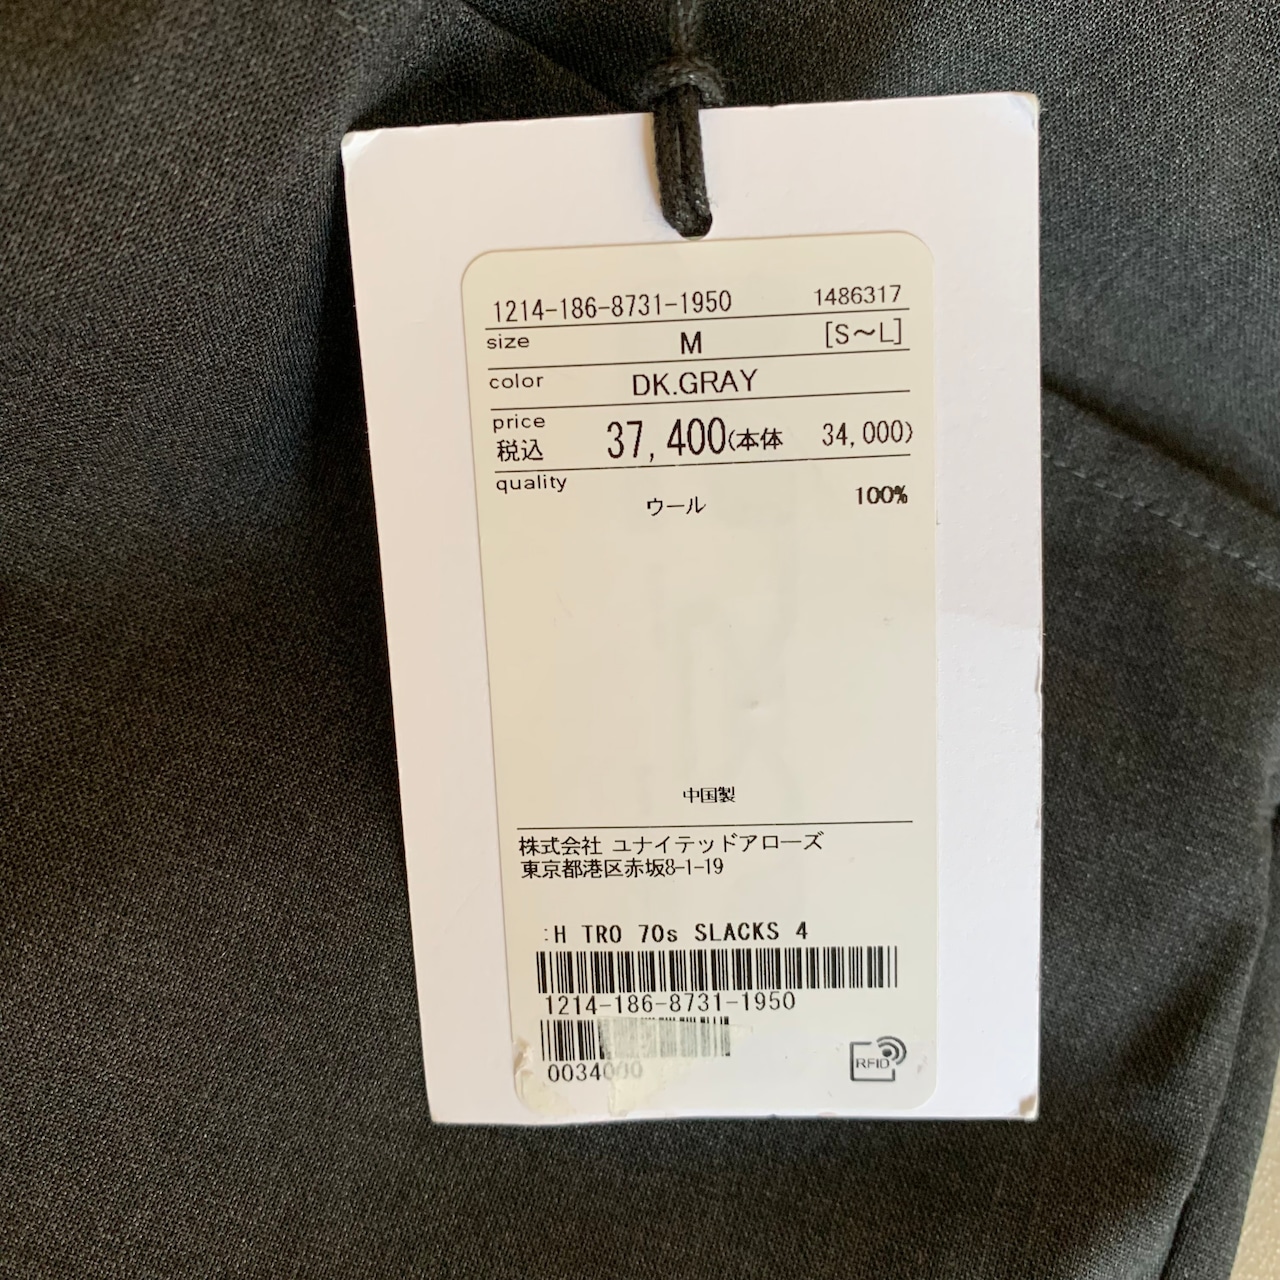 1214-186-8731-1950 1486317
size M [S〜L]
color DK.GRAY
price
税込 37,400(本体 34,000)
quality
ウール 100%
中国製
株式会社 ユナイテッドアローズ
東京都港区赤坂8-1-19
:H TRO 70s SLACKS 4
1214-186-8731-1950
0034000
RFID